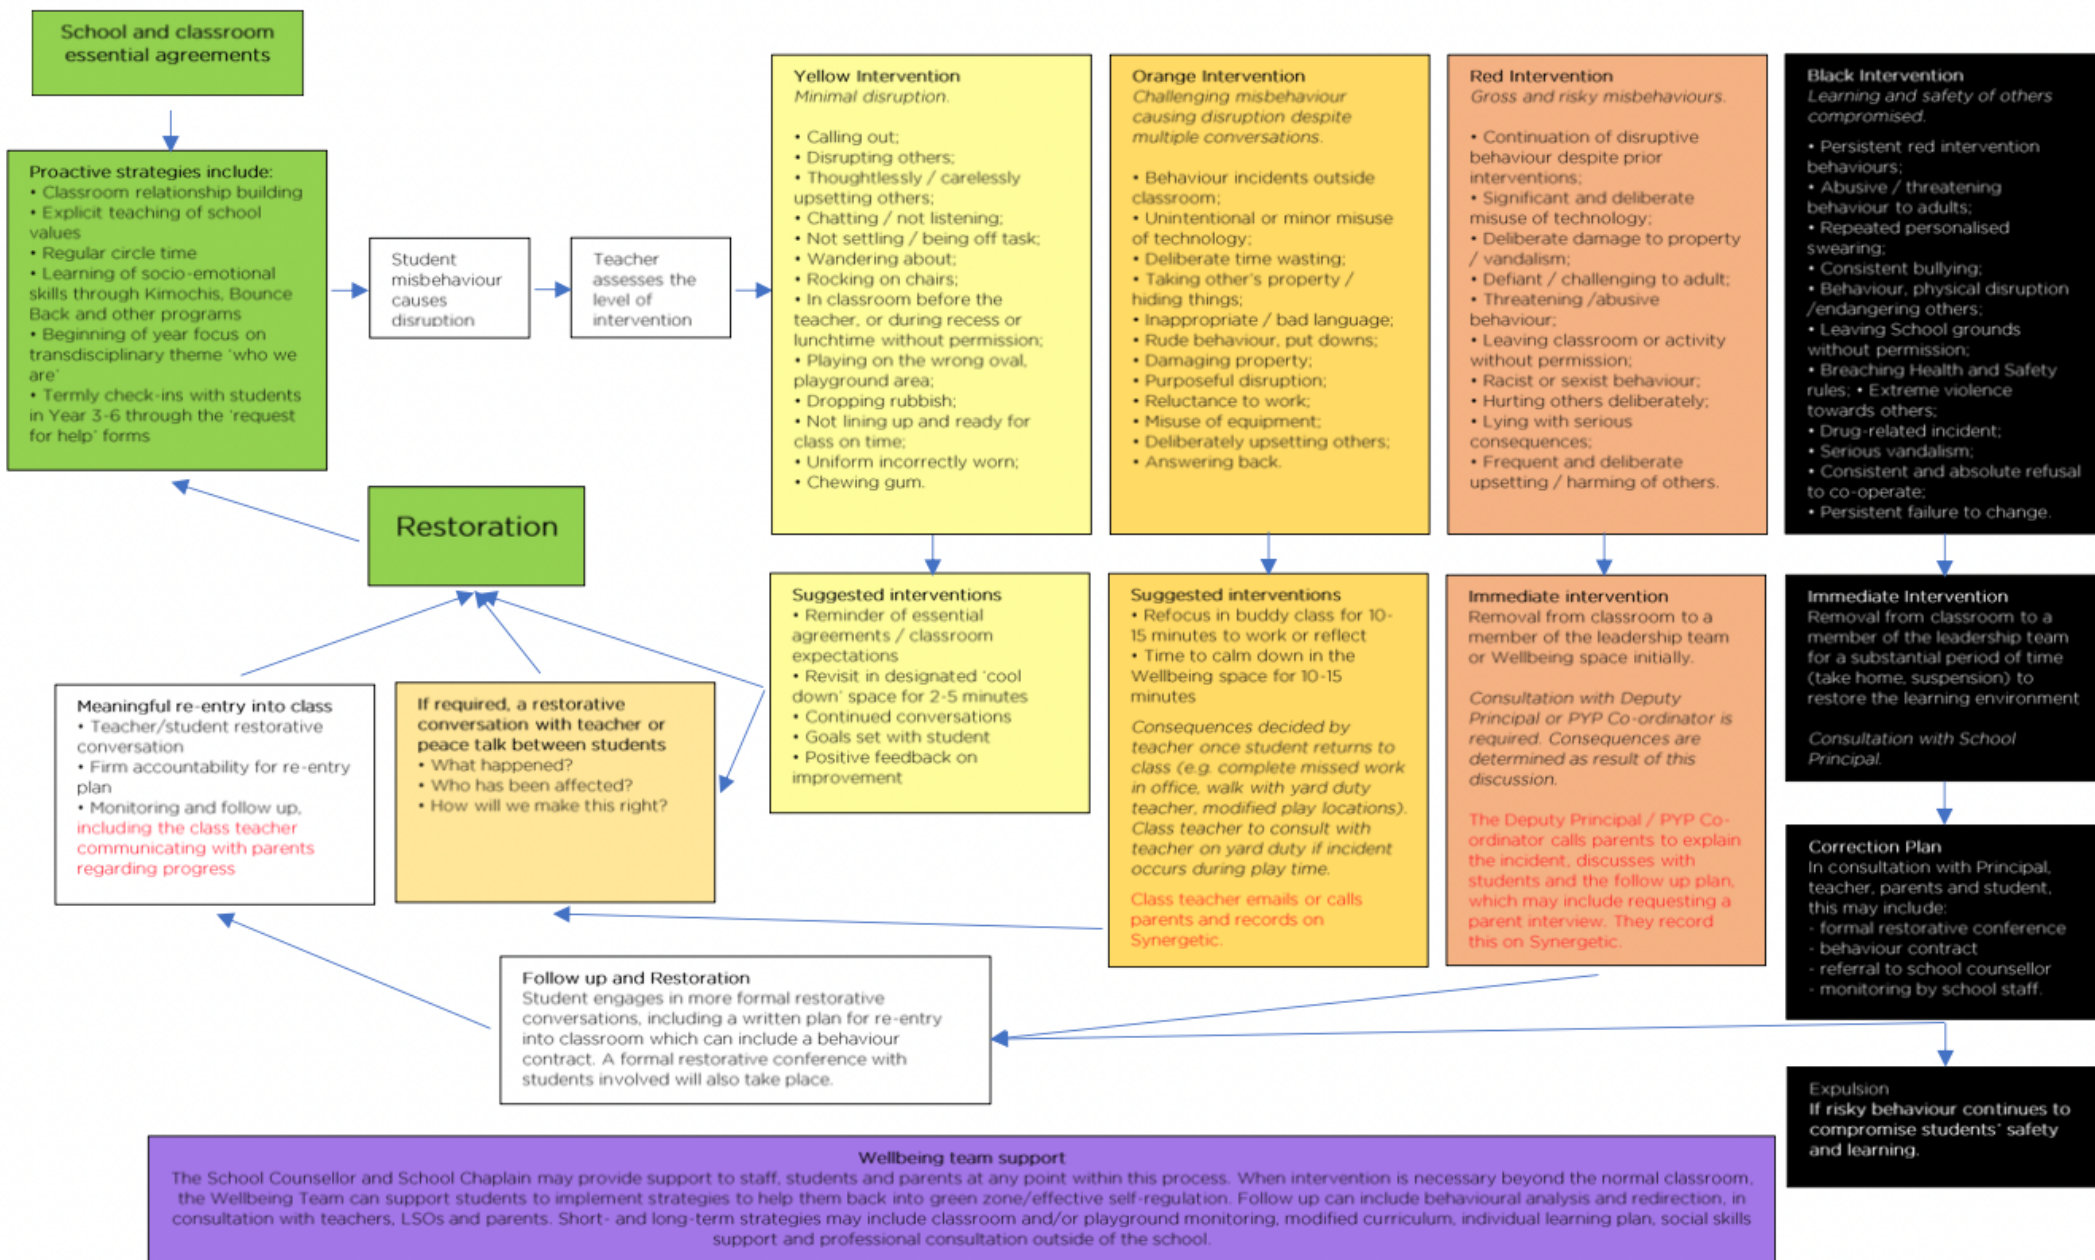 School and classroom
essential agreements
Proactive strategies include:
• Classroom relationship building
• Explicit teaching of school
values
• Regular circle time
• Learning of socio-emotional
skills through Kimochis, Bounce
Back and other programs
• Beginning of year focus on
transdisciplinary theme 'who we
are'
• Termly check-ins with students
in Year 3-6 through the 'request
for help' forms
Student
misbehaviour
causes
disruption
Teacher
assesses the
level of
intervention
Yellow Intervention
Minimal disruption.
• Calling out;
• Disrupting others;
• Thoughtlessly / carelessly
upsetting others;
• Chatting / not listening;
• Not settling / being off task;
• Wandering about;
• Rocking on chairs;
• In classroom before the
teacher, or during recess or
lunchtime without permission;
• Playing on the wrong oval,
playground area;
• Dropping rubbish;
• Not lining up and ready for
class on time;
• Uniform incorrectly worn;
• Chewing gum.
Orange Intervention
Challenging misbehaviour
causing disruption despite
multiple conversations.
• Behaviour incidents outside
classroom;
• Unintentional or minor misuse
of technology;
• Deliberate time wasting;
• Taking other's property /
hiding things;
• Inappropriate / bad language;
• Rude behaviour, put downs;
• Damaging property;
• Purposeful disruption;
• Reluctance to work;
• Misuse of equipment;
• Deliberately upsetting others;
• Answering back.
Red Intervention
Gross and risky misbehaviours.
• Continuation of disruptive
behaviour despite prior
interventions;
• Significant and deliberate
misuse of technology;
• Deliberate damage to property
/ vandalism;
• Defiant / challenging to adult;
• Threatening /abusive
behaviour;
• Leaving classroom or activity
without permission;
• Racist or sexist behaviour;
• Hurting others deliberately;
• Lying with serious
consequences;
• Frequent and deliberate
upsetting / harming of others.
Black Intervention
Learning and safety of others
compromised.
• Persistent red intervention
behaviours;
• Abusive / threatening
behaviour to adults;
• Repeated personalised
swearing;
• Consistent bullying;
• Behaviour, physical disruption
/endangering others;
• Leaving School grounds
without permission;
• Breaching Health and Safety
rules; • Extreme violence
towards others;
• Drug-related incident;
• Serious vandalism;
• Consistent and absolute refusal
to co-operate;
• Persistent failure to change.
Restoration
Suggested interventions
• Reminder of essential
agreements / classroom
expectations
• Revisit in designated 'cool
down' space for 2-5 minutes
• Continued conversations
• Goals set with student
• Positive feedback on
improvement
Suggested interventions
• Refocus in buddy class for 10-
15 minutes to work or reflect
• Time to calm down in the
Wellbeing space for 10-15
minutes
Consequences decided by
teacher once student returns to
class (e.g. complete missed work
in office, walk with yard duty
teacher, modified play locations).
Class teacher to consult with
teacher on yard duty if incident
occurs during play time.
Class teacher emails or calls
parents and records on
Synergetic.
Immediate intervention
Removal from classroom to a
member of the leadership team
or Wellbeing space initially.
Consultation with Deputy
Principal or PYP Co-ordinator is
required. Consequences are
determined as result of this
discussion.
The Deputy Principal / PYP Co-
ordinator calls parents to explain
the incident, discusses with
students and the follow up plan,
which may include requesting a
parent interview. They record
this on Synergetic.
Immediate Intervention
Removal from classroom to a
member of the leadership team
for a substantial period of time
(take home, suspension) to
restore the learning environment
Consultation with School
Principal.
Meaningful re-entry into class
• Teacher/student restorative
conversation
• Firm accountability for re-entry
plan
• Monitoring and follow up,
including the class teacher
communicating with parents
regarding progress
If required, a restorative
conversation with teacher or
peace talk between students
• What happened?
• Who has been affected?
• How will we make this right?
Correction Plan
In consultation with Principal,
teacher, parents and student,
this may include:
- formal restorative conference
- behaviour contract
- referral to school counsellor
- monitoring by school staff.
Follow up and Restoration
Student engages in more formal restorative
conversations, including a written plan for re-entry
into classroom which can include a behaviour
contract. A formal restorative conference with
students involved will also take place.
Expulsion
If risky behaviour continues to
compromise students' safety
and learning.
Wellbeing team support
The School Counsellor and School Chaplain may provide support to staff, students and parents at any point within this process. When intervention is necessary beyond the normal classroom,
the Wellbeing Team can support students to implement strategies to help them back into green zone/effective self-regulation. Follow up can include behavioural analysis and redirection, in
consultation with teachers, LSOs and parents. Short- and long-term strategies may include classroom and/or playground monitoring, modified curriculum, individual learning plan, social skills
support and professional consultation outside of the school.